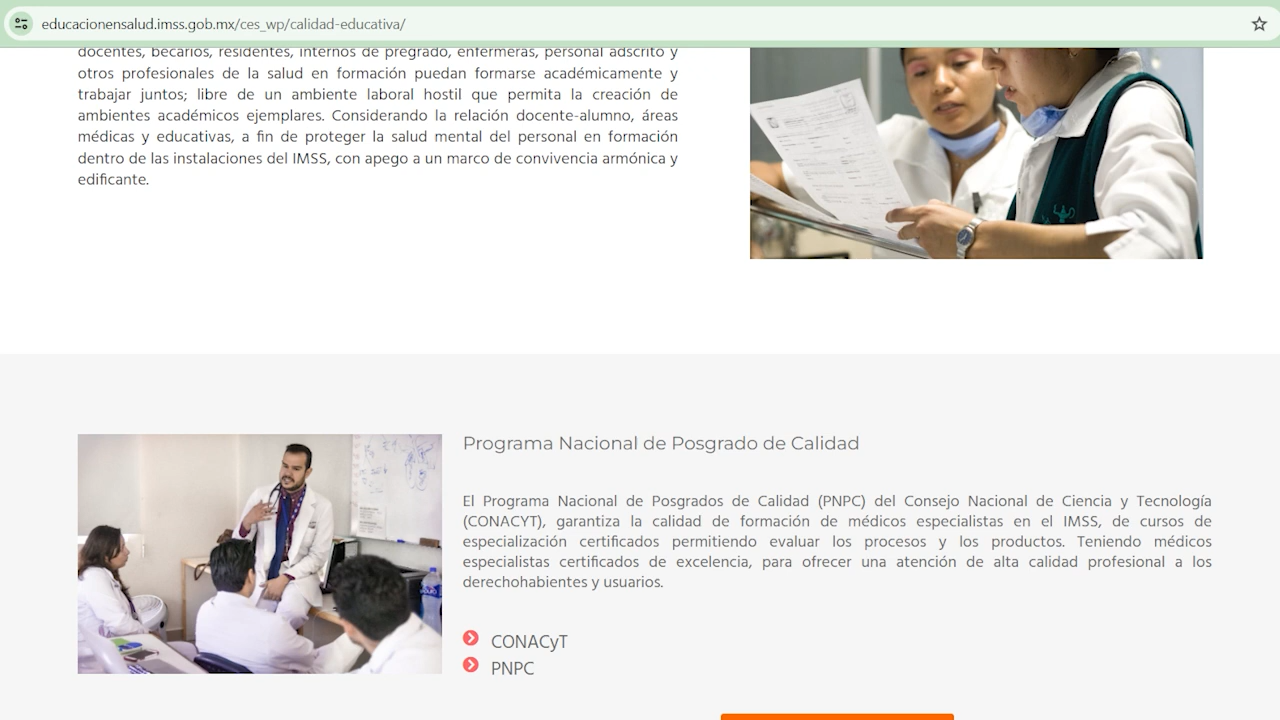 educacionensalud.imss.gob.mx/ces_wp/calidad-educativa/
docentes, becarios, residentes, internos de pregrado, enfermeras, personal adscrito y
otros profesionales de la salud en formación puedan formarse académicamente y
trabajar juntos; libre de un ambiente laboral hostil que permita la creación de
ambientes académicos ejemplares. Considerando la relación docente-alumno, áreas
médicas y educativas, a fin de proteger la salud mental del personal en formación
dentro de las instalaciones del IMSS, con apego a un marco de convivencia armónica y
edificante.
Programa Nacional de Posgrado de Calidad
El Programa Nacional de Posgrados de Calidad (PNPC) del Consejo Nacional de Ciencia y Tecnología
(CONACYT), garantiza la calidad de formación de médicos especialistas en el IMSS, de cursos de
especialización certificados permitiendo evaluar los procesos y los productos. Teniendo médicos
especialistas certificados de excelencia, para ofrecer una atención de alta calidad profesional a los
derechohabientes y usuarios.
CONACyT
PNPC